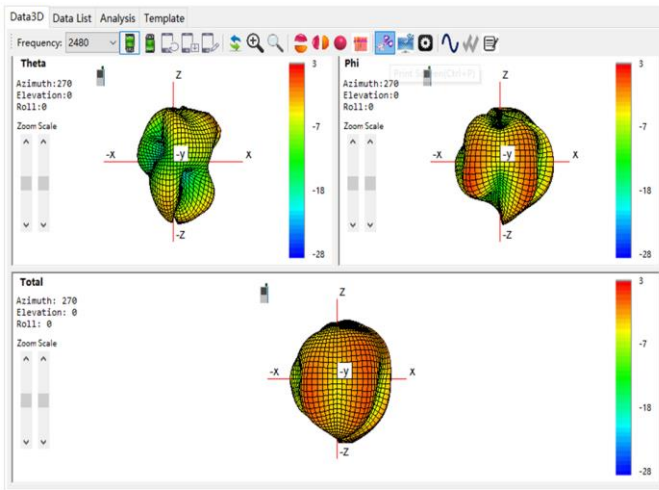 Data3D Data List Analysis Template
Frequency: 2480
Theta
Azimuth:270
Elevation:0
Roll:0
Zoom Scale
Z
-X
-y
X
-Z
3
-7
-18
-28
Phi
Azimuth:270
Elevation:0
Roll:0
Zoom Scale
Z
-X
-y
X
-Z
3
-7
-18
-28
Total
Azimuth: 270
Elevation: 0
Roll: 0
Zoom Scale
Z
-X
-y
X
-Z
3
-7
-18
-28